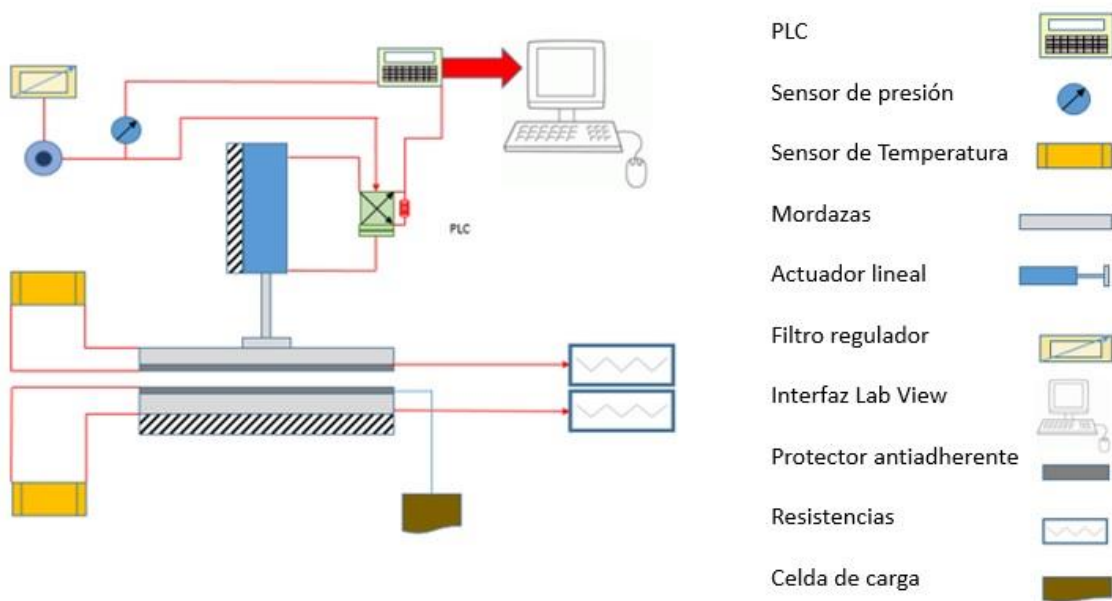 PLC
PLC
Sensor de presión
Sensor de Temperatura
Mordazas
Actuador lineal
Filtro regulador
Interfaz Lab View
Protector antiadherente
Resistencias
Celda de carga